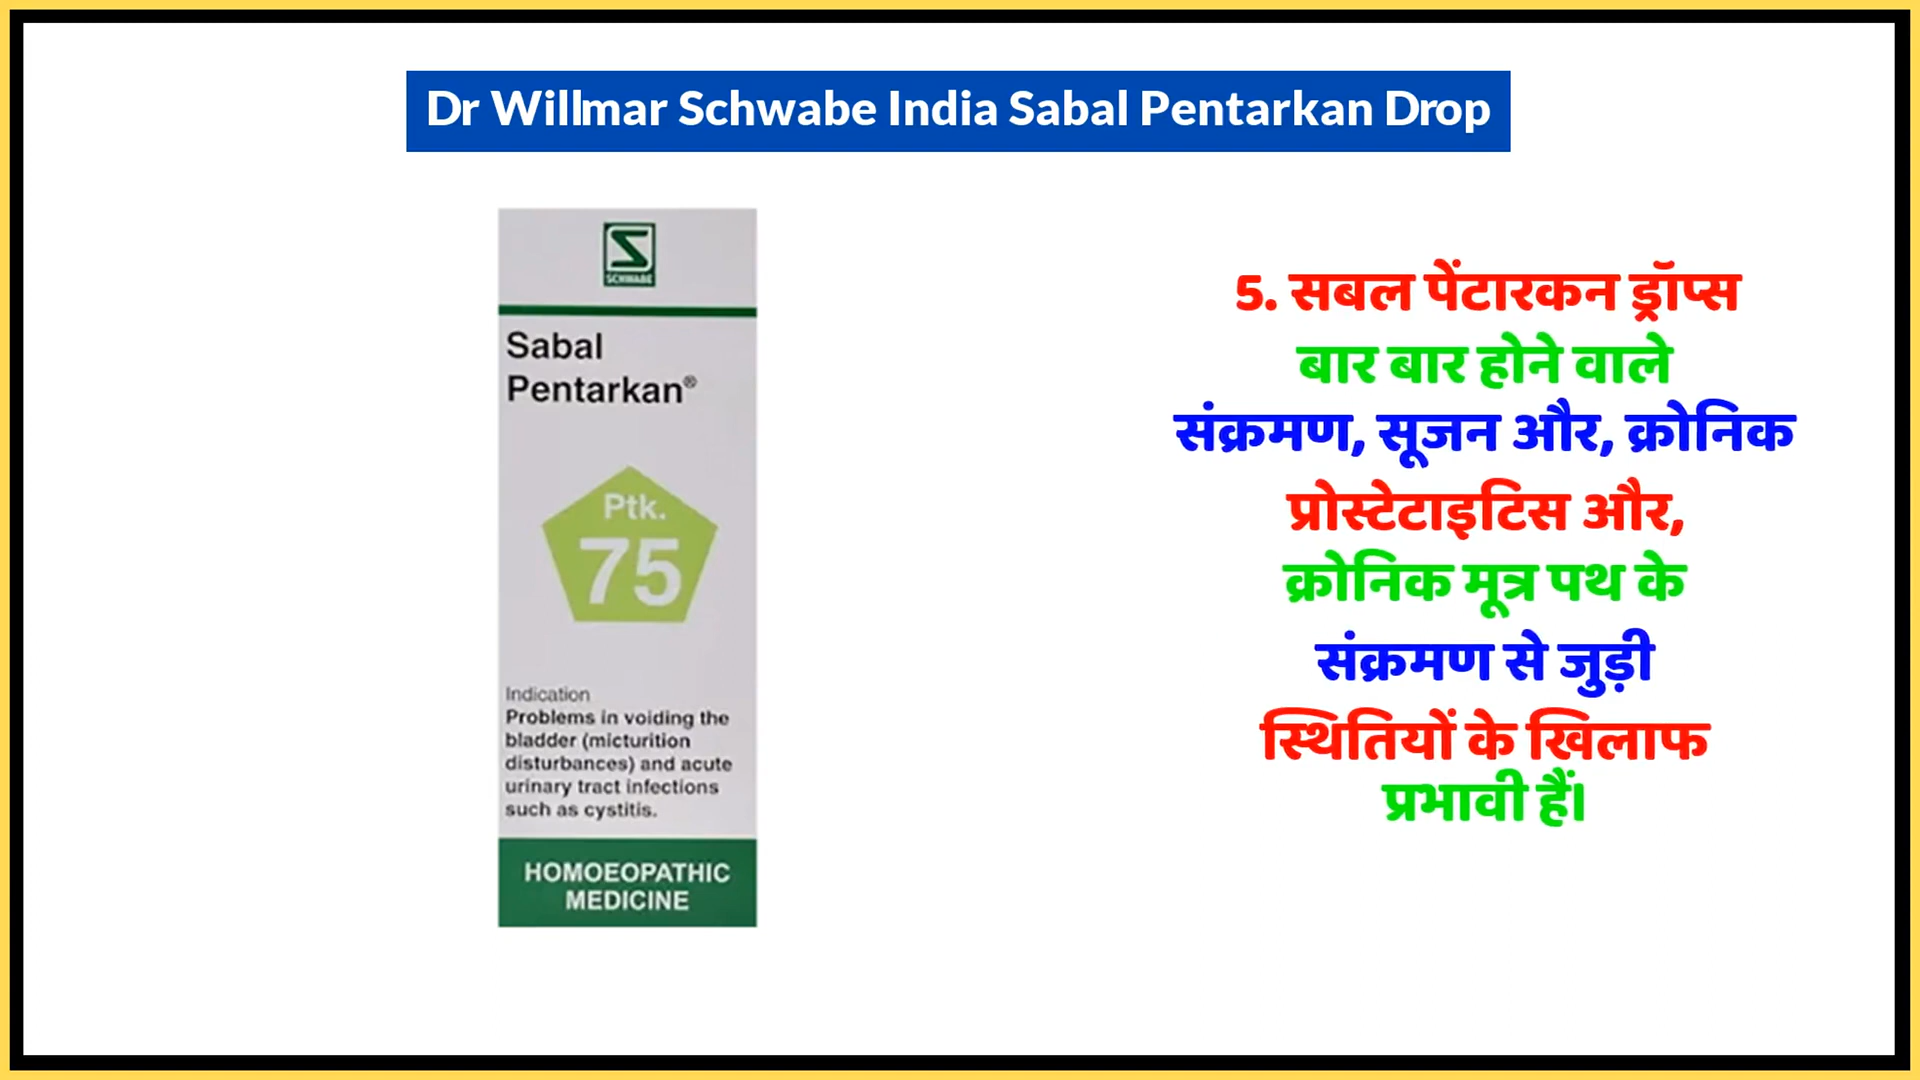 Dr Willmar Schwabe India Sabal Pentarkan Drop
SCHWABE
Sabal
Pentarkan®
Ptk.
75
Indication
Problems in voiding the
bladder (micturition
disturbances) and acute
urinary tract infections
such as cystitis.
HOMOEOPATHIC
MEDICINE
5. सबल पेंटारकन ड्रॉप्स
बार बार होने वाले
संक्रमण, सूजन और, क्रोनिक
प्रोस्टेटाइटिस और,
क्रोनिक मूत्र पथ के
संक्रमण से जुड़ी
स्थितियों के खिलाफ
प्रभावी हैं।